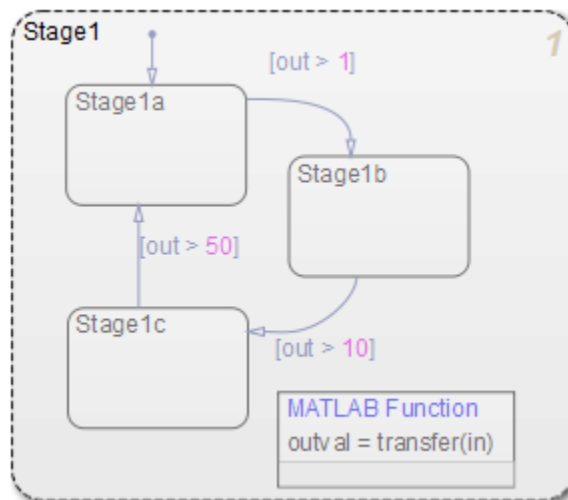 Stage1
1
[out > 1]
Stage1a
Stage1b
[out > 50]
Stage1c
[out > 10]
MATLAB Function
outval = transfer(in)